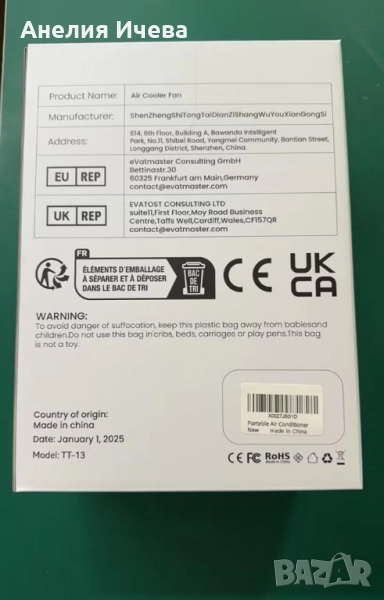 Анелия Ичева
Product Name: Air Cooler Fan
Manufacturer: ShenZhengShiTongTaiDianZiShangWuYouXianGongSi
Address: 614, 6th Floor, Building A, Bawanda Intelligent
Park, No.11, Shibei Road, Yangmei Community, Bantian Street,
Longgang District, Shenzhen, China
EU REP
eVatmaster Consulting GmbH
Bettinastr.30
60325 Frankfurt am Main,Germany
contact@evatmaster.com
UK REP
EVATOST CONSULTING LTD
suite11,First Floor,Moy Road Business
Centre,Taffs Well,Cardiff,Wales,CF157QR
contact@evatmaster.com
FR
ÉLÉMENTS D'EMBALLAGE
À SÉPARER ET À DÉPOSER
DANS LE BAC DE TRI
BAC
DE
TRI
CE
UK
CA
WARNING:
To avoid danger of suffocation, keep this plastic bag away from babiesand
children.Do not use this bag in cribs, beds, carriages or play pens.This bag
is not a toy.
Country of origin:
Made in china
Date: January 1, 2025
Model: TT-13
Portable Air Conditioner
New made in China
CE FC RoHS
BAZAR